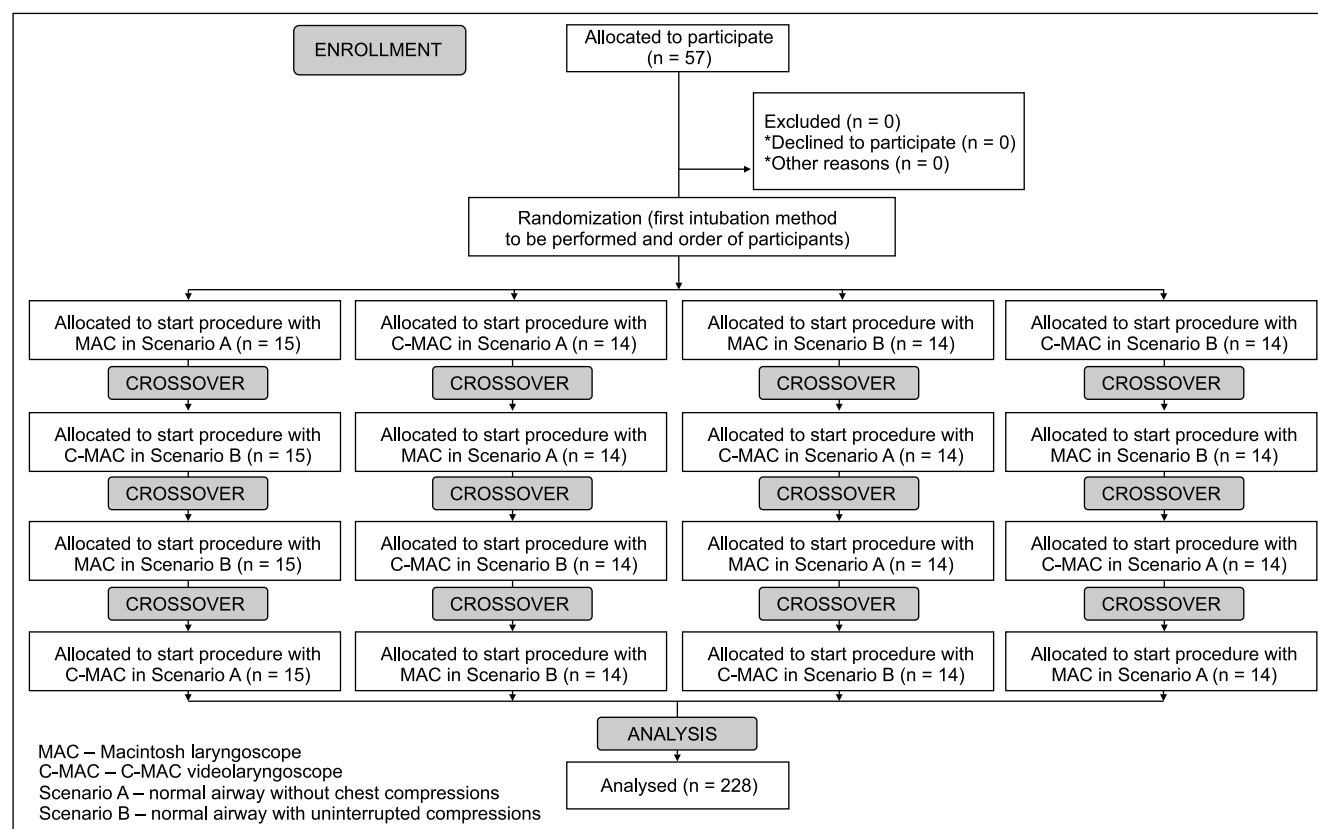 ENROLLMENT
Allocated to participate
(n = 57)
Excluded (n = 0)
*Declined to participate (n = 0)
*Other reasons (n = 0)
Randomization (first intubation method
to be performed and order of participants)
Allocated to start procedure with
MAC in Scenario A (n = 15)
Allocated to start procedure with
C-MAC in Scenario A (n = 14)
Allocated to start procedure with
MAC in Scenario B (n = 14)
Allocated to start procedure with
C-MAC in Scenario B (n = 14)
CROSSOVER
CROSSOVER
CROSSOVER
CROSSOVER
Allocated to start procedure with
C-MAC in Scenario B (n = 15)
Allocated to start procedure with
MAC in Scenario A (n = 14)
Allocated to start procedure with
C-MAC in Scenario A (n = 14)
Allocated to start procedure with
MAC in Scenario B (n = 14)
CROSSOVER
CROSSOVER
CROSSOVER
CROSSOVER
Allocated to start procedure with
MAC in Scenario B (n = 15)
Allocated to start procedure with
C-MAC in Scenario B (n = 14)
Allocated to start procedure with
MAC in Scenario A (n = 14)
Allocated to start procedure with
C-MAC in Scenario A (n = 14)
CROSSOVER
CROSSOVER
CROSSOVER
CROSSOVER
Allocated to start procedure with
C-MAC in Scenario A (n = 15)
Allocated to start procedure with
MAC in Scenario B (n = 14)
Allocated to start procedure with
C-MAC in Scenario B (n = 14)
Allocated to start procedure with
MAC in Scenario A (n = 14)
ANALYSIS
Analysed (n = 228)
MAC – Macintosh laryngoscope
C-MAC – C-MAC videolaryngoscope
Scenario A – normal airway without chest compressions
Scenario B – normal airway with uninterrupted compressions